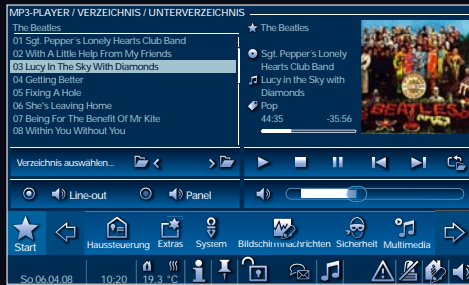 MP3-PLAYER / VERZEICHNIS / UNTERVERZEICHNIS
The Beatles
01 Sgt. Pepper's Lonely Hearts Club Band
02 With A Little Help From My Friends
03 Lucy In The Sky With Diamonds
04 Getting Better
05 Fixing A Hole
06 She's Leaving Home
07 Being For The Benefit Of Mr Kite
08 Within You Without You
The Beatles
Sgt. Pepper's Lonely
Hearts Club Band
Lucy in the Sky with
Diamonds
Pop
44:35 -35:56
BEATLES
Verzeichnis auswählen...
Line-out Panel
Start Haussteuerung Extras System Bildschirmnachrichten Sicherheit Multimedia
So 06.04.08 10:20 19.3 °C